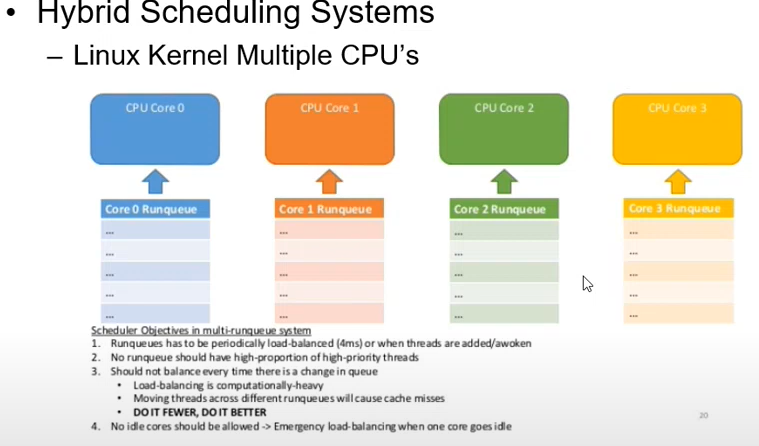 • Hybrid Scheduling Systems
– Linux Kernel Multiple CPU's
CPU Core 0
CPU Core 1
CPU Core 2
CPU Core 3
Core 0 Runqueue
Core 1 Runqueue
Core 2 Runqueue
Core 3 Runqueue
... ... ... ...
... ... ... ...
... ... ... ...
... ... ... ...
... ... ... ...
Scheduler Objectives in multi-runqueue system
1. Runqueues has to be periodically load-balanced (4ms) or when threads are added/awoken
2. No runqueue should have high-proportion of high-priority threads
3. Should not balance every time there is a change in queue
• Load-balancing is computationally-heavy
• Moving threads across different runqueues will cause cache misses
• DO IT FEWER, DO IT BETTER
4. No idle cores should be allowed -> Emergency load-balancing when one core goes idle
20